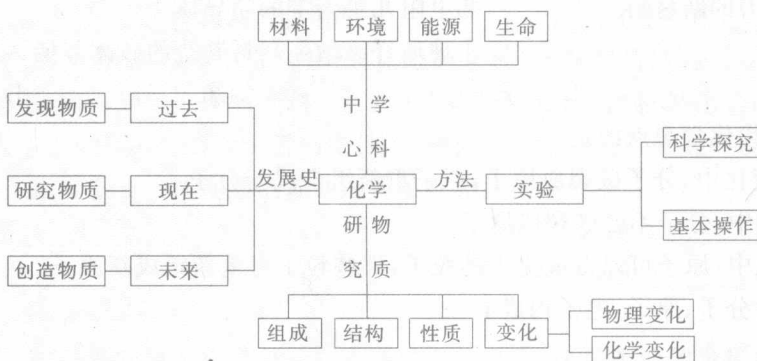 材料 环境 能源 生命
中 学
发现物质 过去
心 科
科学探究
发展史
方法
研究物质 现在 化学 实验
研 物
基本操作
创造物质 未来
究 质
组成 结构 性质 变化
物理变化
化学变化